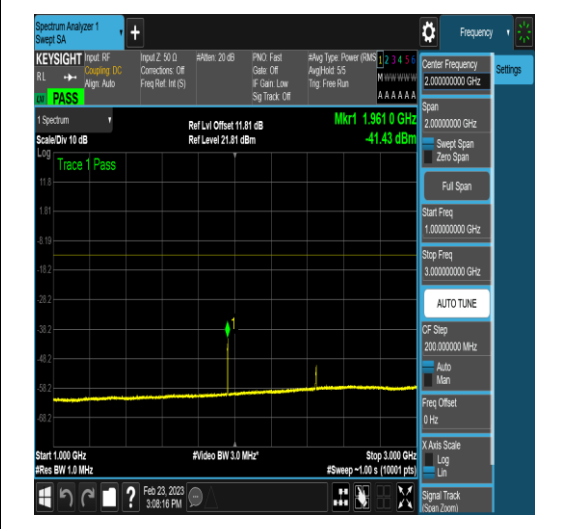 Spectrum Analyzer 1
Swept SA
+
Frequency
KEYSIGHT
RL
PASS
Input: RF
Coupling: DC
Align: Auto
Input Z: 50 Ω
Corrections: Off
Freq Ref: Int (S)
#Atten: 20 dB
PNO: Fast
Gate: Off
IF Gain: Low
Sig Track: Off
#Avg Type: Power (RMS
Avg|Hold: 5/5
Trig: Free Run
1 2 3 4 5 6
M W W W W W
A A A A A A
1 Spectrum
Scale/Div 10 dB
Ref Lvl Offset 11.81 dB
Ref Level 21.81 dBm
Mkr1 1.961 0 GHz
-41.43 dBm
Log
Trace 1 Pass
11.8
1.81
-8.19
-18.2
-28.2
-38.2
-48.2
-58.2
-68.2
1
Start 1.000 GHz
#Res BW 1.0 MHz
#Video BW 3.0 MHz*
Stop 3.000 GHz
#Sweep ~1.00 s (10001 pts)
?
Feb 23, 2023
3:08:16 PM
Center Frequency
2.000000000 GHz
Settings
Span
2.00000000 GHz
Swept Span
Zero Span
Full Span
Start Freq
1.000000000 GHz
Stop Freq
3.000000000 GHz
AUTO TUNE
CF Step
200.000000 MHz
Auto
Man
Freq Offset
0 Hz
X Axis Scale
Log
Lin
Signal Track
(Span Zoom)